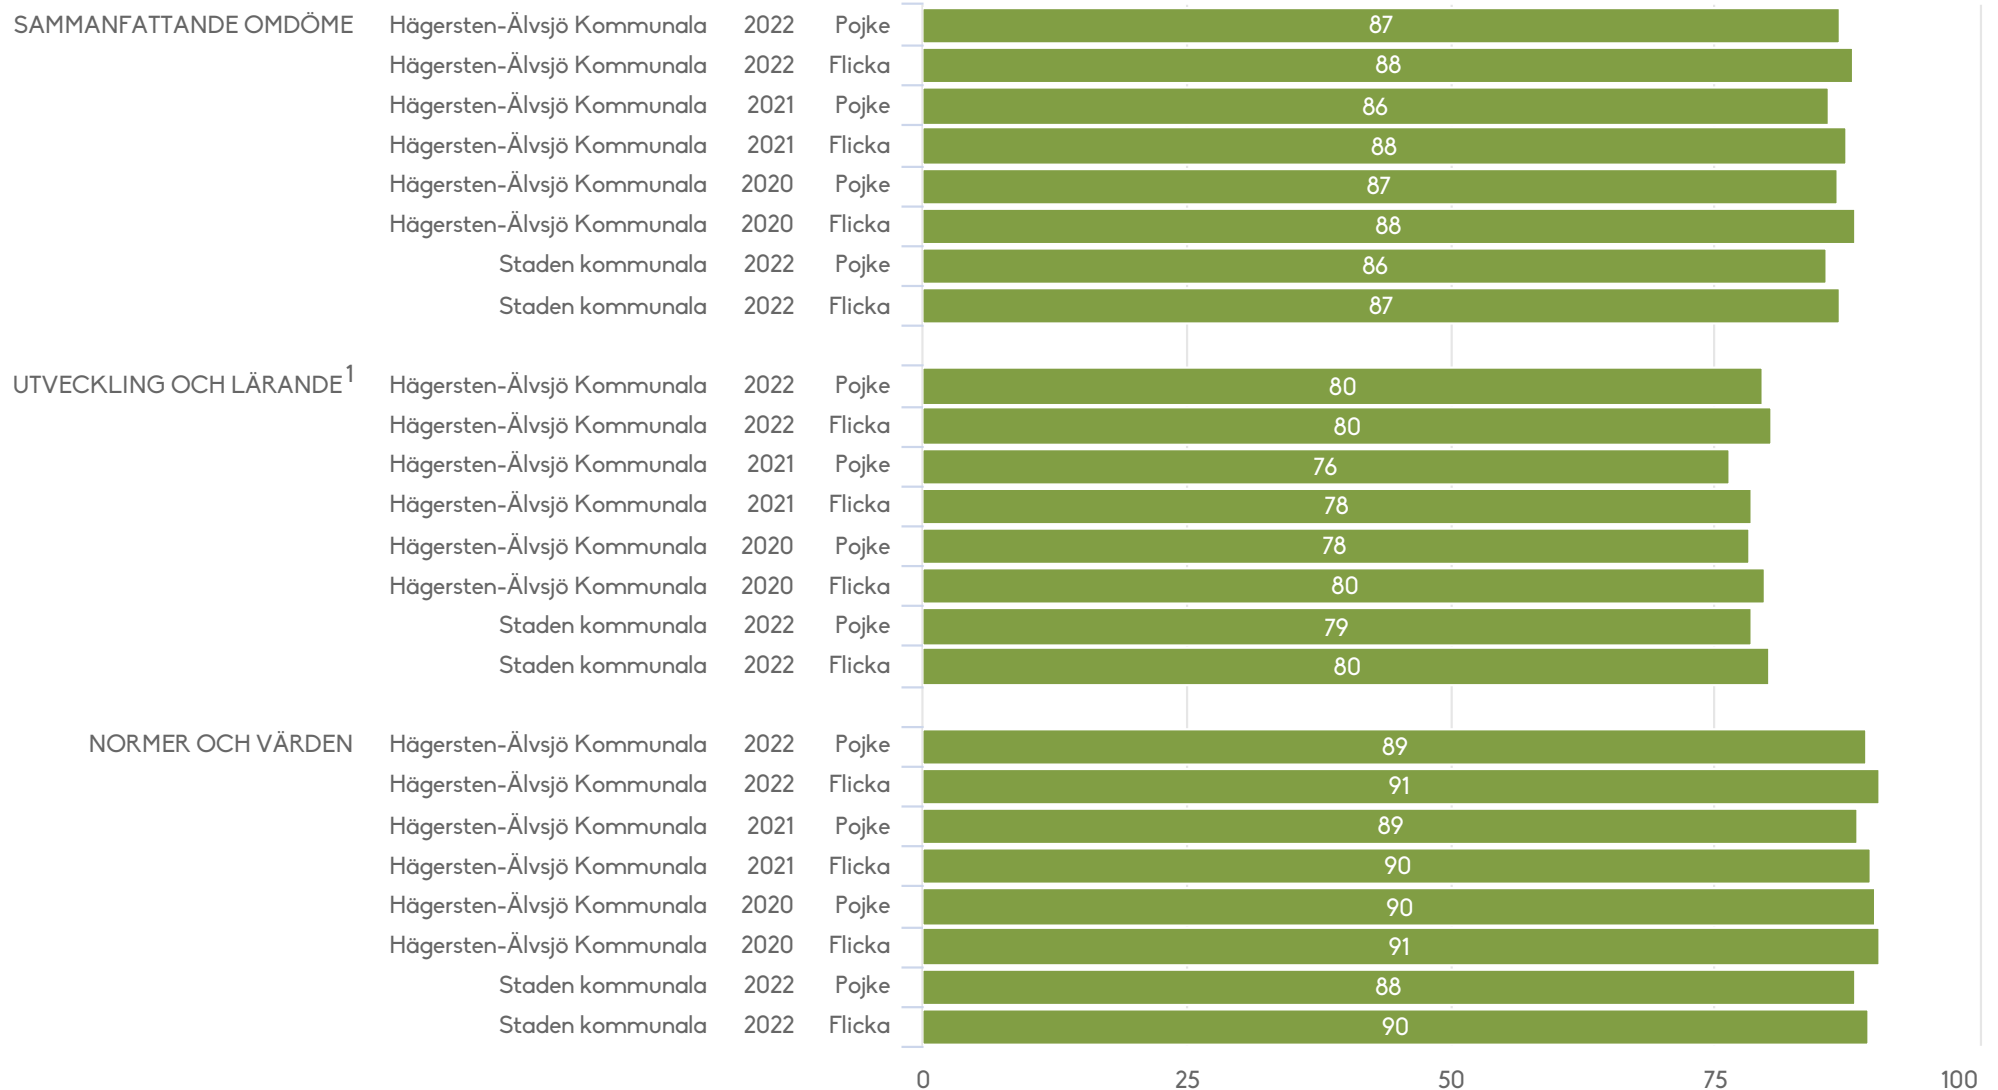 SAMMANFATTANDE OMDÖME Hägersten-Älvsjö Kommunala 2022 Pojke 87
Hägersten-Älvsjö Kommunala 2022 Flicka 88
Hägersten-Älvsjö Kommunala 2021 Pojke 86
Hägersten-Älvsjö Kommunala 2021 Flicka 88
Hägersten-Älvsjö Kommunala 2020 Pojke 87
Hägersten-Älvsjö Kommunala 2020 Flicka 88
Staden kommunala 2022 Pojke 86
Staden kommunala 2022 Flicka 87
UTVECKLING OCH LÄRANDE1 Hägersten-Älvsjö Kommunala 2022 Pojke 80
Hägersten-Älvsjö Kommunala 2022 Flicka 80
Hägersten-Älvsjö Kommunala 2021 Pojke 76
Hägersten-Älvsjö Kommunala 2021 Flicka 78
Hägersten-Älvsjö Kommunala 2020 Pojke 78
Hägersten-Älvsjö Kommunala 2020 Flicka 80
Staden kommunala 2022 Pojke 79
Staden kommunala 2022 Flicka 80
NORMER OCH VÄRDEN Hägersten-Älvsjö Kommunala 2022 Pojke 89
Hägersten-Älvsjö Kommunala 2022 Flicka 91
Hägersten-Älvsjö Kommunala 2021 Pojke 89
Hägersten-Älvsjö Kommunala 2021 Flicka 90
Hägersten-Älvsjö Kommunala 2020 Pojke 90
Hägersten-Älvsjö Kommunala 2020 Flicka 91
Staden kommunala 2022 Pojke 88
Staden kommunala 2022 Flicka 90
0 25 50 75 100